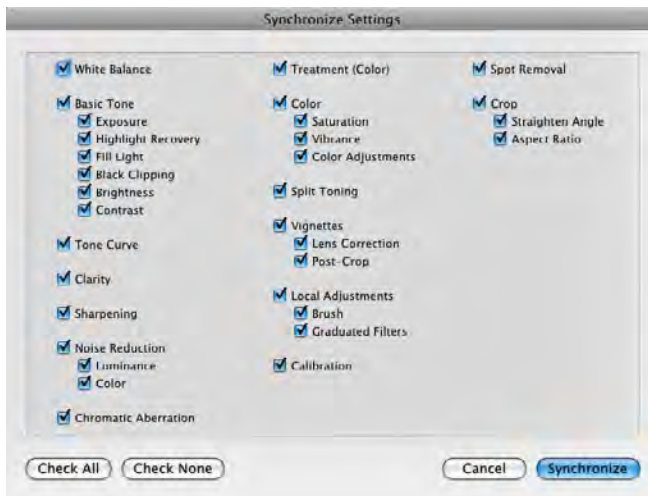 Synchronize Settings
White Balance
Basic Tone
Exposure
Highlight Recovery
Fill Light
Black Clipping
Brightness
Contrast
Tone Curve
Clarity
Sharpening
Noise Reduction
Luminance
Color
Chromatic Aberration
Treatment (Color)
Color
Saturation
Vibrance
Color Adjustments
Split Toning
Vignettes
Lens Correction
Post-Crop
Local Adjustments
Brush
Graduated Filters
Calibration
Spot Removal
Crop
Straighten Angle
Aspect Ratio
Check All
Check None
Cancel
Synchronize